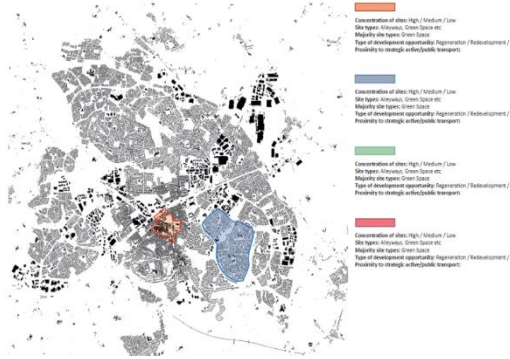 Concentration of sites: High / Medium / Low
Site types: Alleyways, Green Space etc
Majority site types: Green Space
Type of development opportunity: Regeneration / Redevelopment /
Proximity to strategic active/public transport:
Concentration of sites: High / Medium / Low
Site types: Alleyways, Green Space etc
Majority site types: Green Space
Type of development opportunity: Regeneration / Redevelopment /
Proximity to strategic active/public transport:
Concentration of sites: High / Medium / Low
Site types: Alleyways, Green Space etc
Majority site types: Green Space
Type of development opportunity: Regeneration / Redevelopment /
Proximity to strategic active/public transport:
Concentration of sites: High / Medium / Low
Site types: Alleyways, Green Space etc
Majority site types: Green Space
Type of development opportunity: Regeneration / Redevelopment /
Proximity to strategic active/public transport: